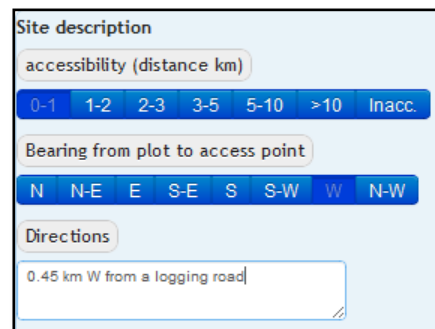 Site description
accessibility (distance km)
0-1 1-2 2-3 3-5 5-10 >10 Inacc.
Bearing from plot to access point
N N-E E S-E S S-W W N-W
Directions
0.45 km W from a logging road